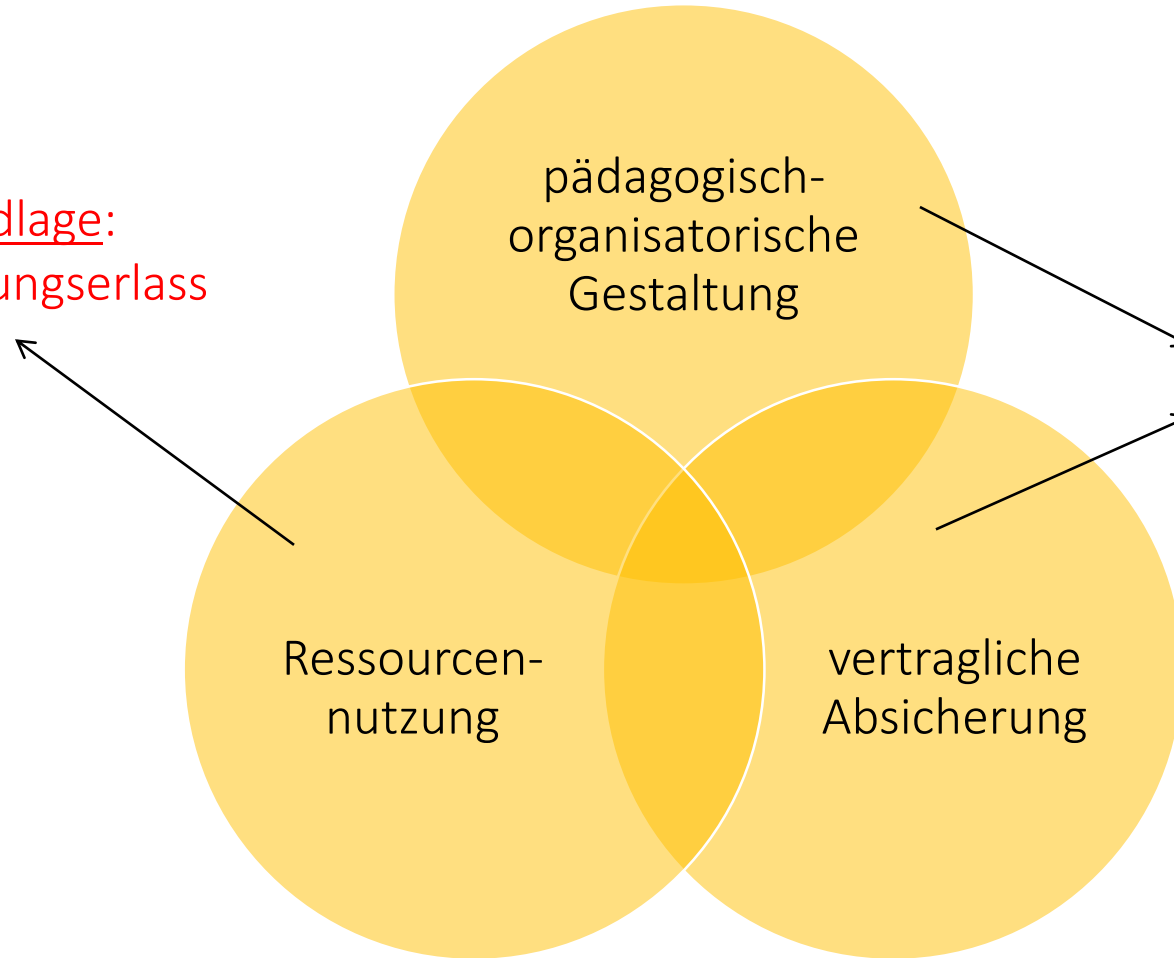 pädagogisch-
organisatorische
Gestaltung
dlage:
ungserlass
Ressourcen-
nutzung
vertragliche
Absicherung